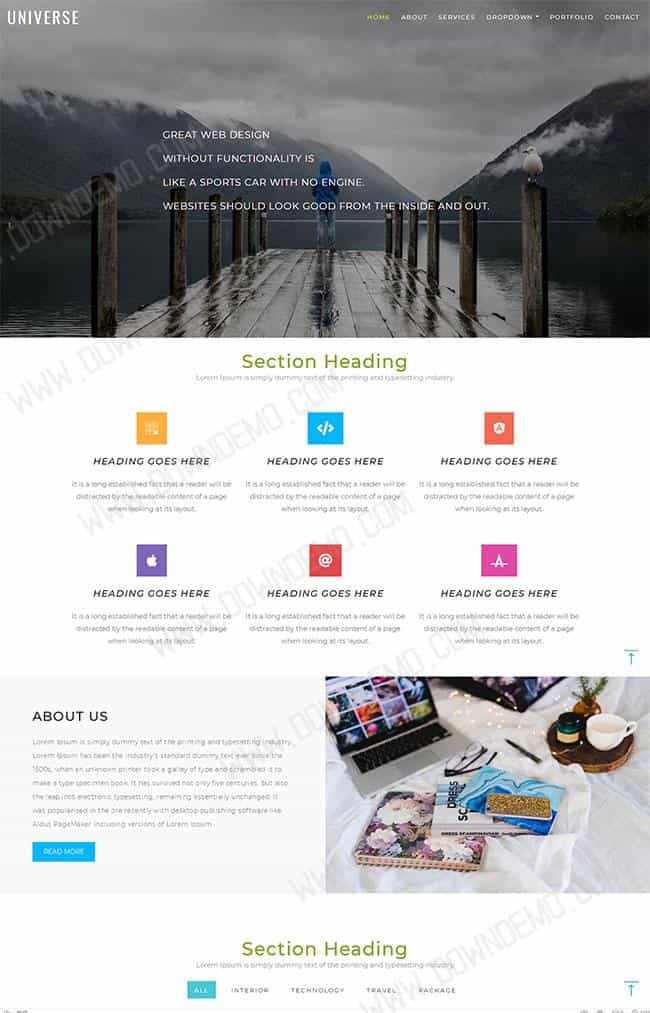 UNIVERSE
HOME ABOUT SERVICES DROPDOWN PORTFOLIO CONTACT
GREAT WEB DESIGN
WITHOUT FUNCTIONALITY IS
LIKE A SPORTS CAR WITH NO ENGINE.
WEBSITES SHOULD LOOK GOOD FROM THE INSIDE AND OUT.
Section Heading
Lorem Ipsum is simply dummy text of the printing and typesetting industry.
HEADING GOES HERE
It is a long established fact that a reader will be
distracted by the readable content of a page
when looking at its layout.
HEADING GOES HERE
It is a long established fact that a reader will be
distracted by the readable content of a page
when looking at its layout.
HEADING GOES HERE
It is a long established fact that a reader will be
distracted by the readable content of a page
when looking at its layout.
HEADING GOES HERE
It is a long established fact that a reader will be
distracted by the readable content of a page
when looking at its layout.
HEADING GOES HERE
It is a long established fact that a reader will be
distracted by the readable content of a page
when looking at its layout.
HEADING GOES HERE
It is a long established fact that a reader will be
distracted by the readable content of a page
when looking at its layout.
ABOUT US
Lorem Ipsum is simply dummy text of the printing and typesetting industry.
Lorem Ipsum has been the industry's standard dummy text ever since the
1500s, when an unknown printer took a galley of type and scrambled it to
make a type specimen book. It has survived not only five centuries, but also
the leap into electronic typesetting, remaining essentially unchanged. It
was popularised in the
recently with desktop publishing software like
Aldus PageMaker including versions of Lorem Ipsum.
READ MORE
DRESS
DRESS SCANDINAVIAN
Section Heading
Lorem Ipsum is simply dummy text of the printing and typesetting industry.
ALL INTERIOR TECHNOLOGY TRAVEL PACKAGE
WWW.DOWNDEMO.COM
WWW.DOWNDEMO.COM
WWW.DOWNDEMO.COM
WWW.DOWNDEMO.COM
WWW.DOWNDEMO.COM